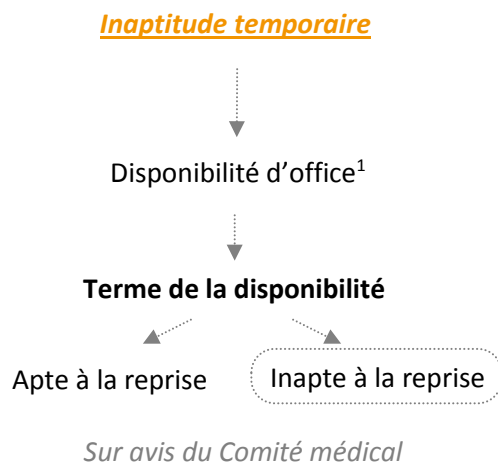 Inaptitude temporaire
Disponibilité d’office¹
Terme de la disponibilité
Apte à la reprise
Inapte à la reprise
Sur avis du Comité médical